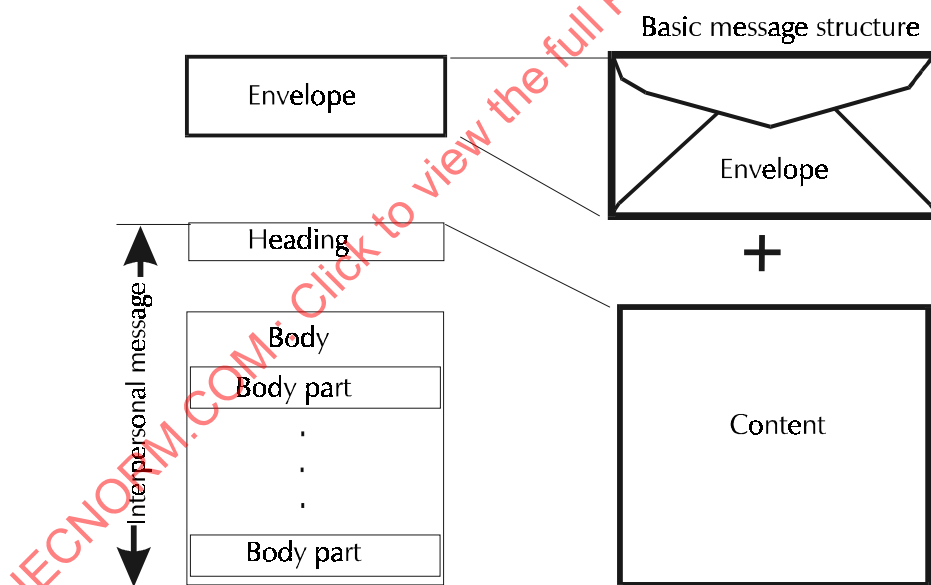 Basic message structure
Envelope
Envelope
Heading
Interpersonal message
Body
Body part
Content
Body part
IECNORM.COM : Click to view the full